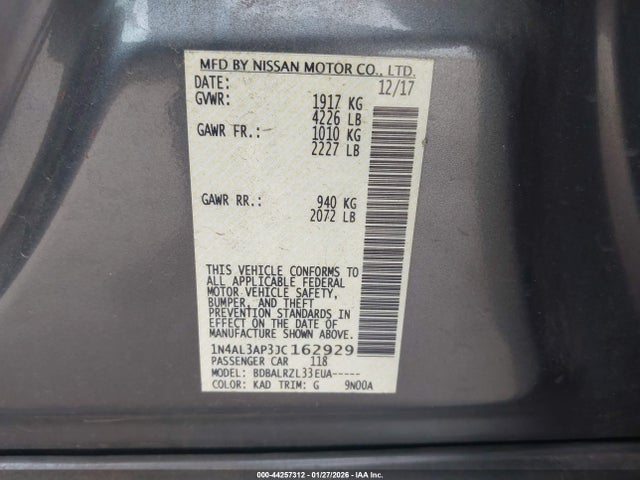 MFD BY NISSAN MOTOR CO., LTD.
DATE: 12/17
GVWR: 1917 KG
4226 LB
GAWR FR.: 1010 KG
2227 LB
GAWR RR.: 940 KG
2072 LB
THIS VEHICLE CONFORMS TO
ALL APPLICABLE FEDERAL
MOTOR VEHICLE SAFETY,
BUMPER, AND THEFT
PREVENTION STANDARDS IN
EFFECT ON THE DATE OF
MANUFACTURE SHOWN ABOVE.
1N4AL3AP3JC162929
PASSENGER CAR 118
MODEL: BDBALRZL33EUA-----
COLOR: KAD TRIM: G 9N00A
000-44257312 - 01/27/2026 - IAA Inc.